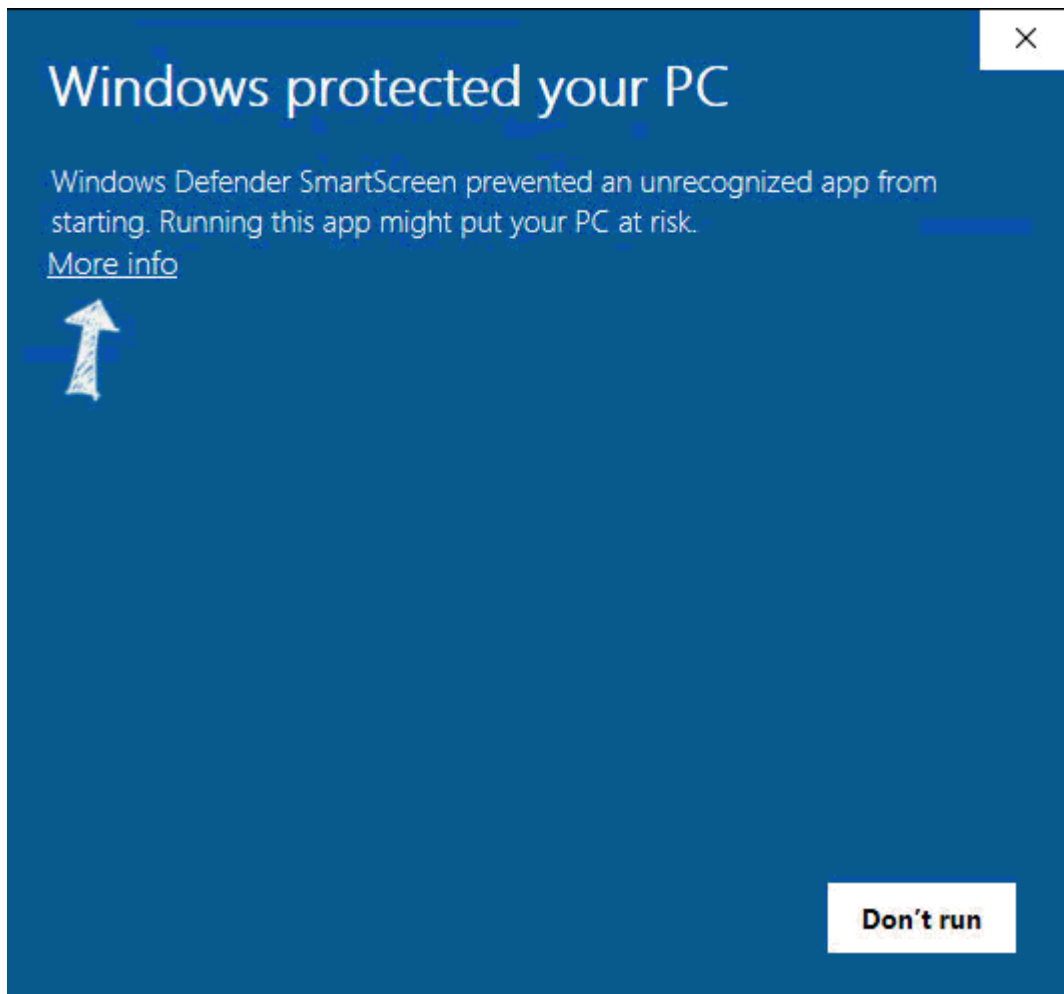 Windows protected your PC
Windows Defender SmartScreen prevented an unrecognized app from
starting. Running this app might put your PC at risk.
More info
Don't run